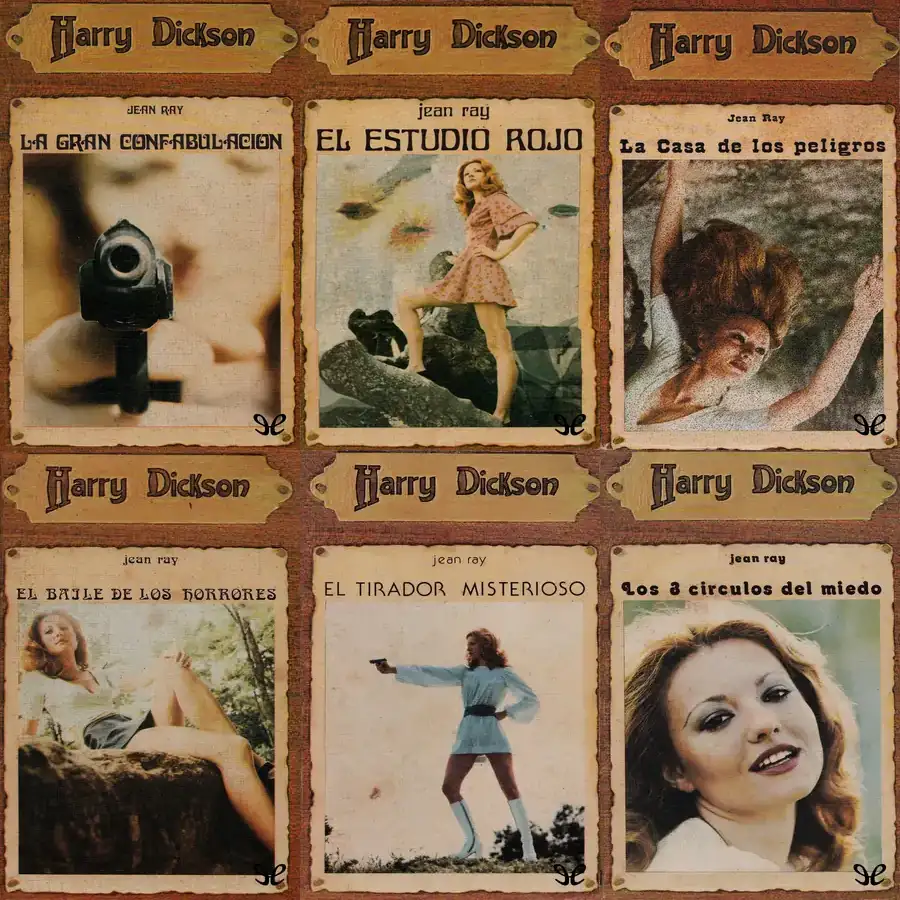 Harry Dickson
JEAN RAY
LA GRAN CONFABULACION
Harry Dickson
jean ray
EL ESTUDIO ROJO
Harry Dickson
Jean Ray
La Casa de los peligros
Harry Dickson
jean ray
EL BAILE DE LOS HORRORES
Harry Dickson
jean ray
EL TIRADOR MISTERIOSO
Harry Dickson
jean ray
Los 3 circulos del miedo